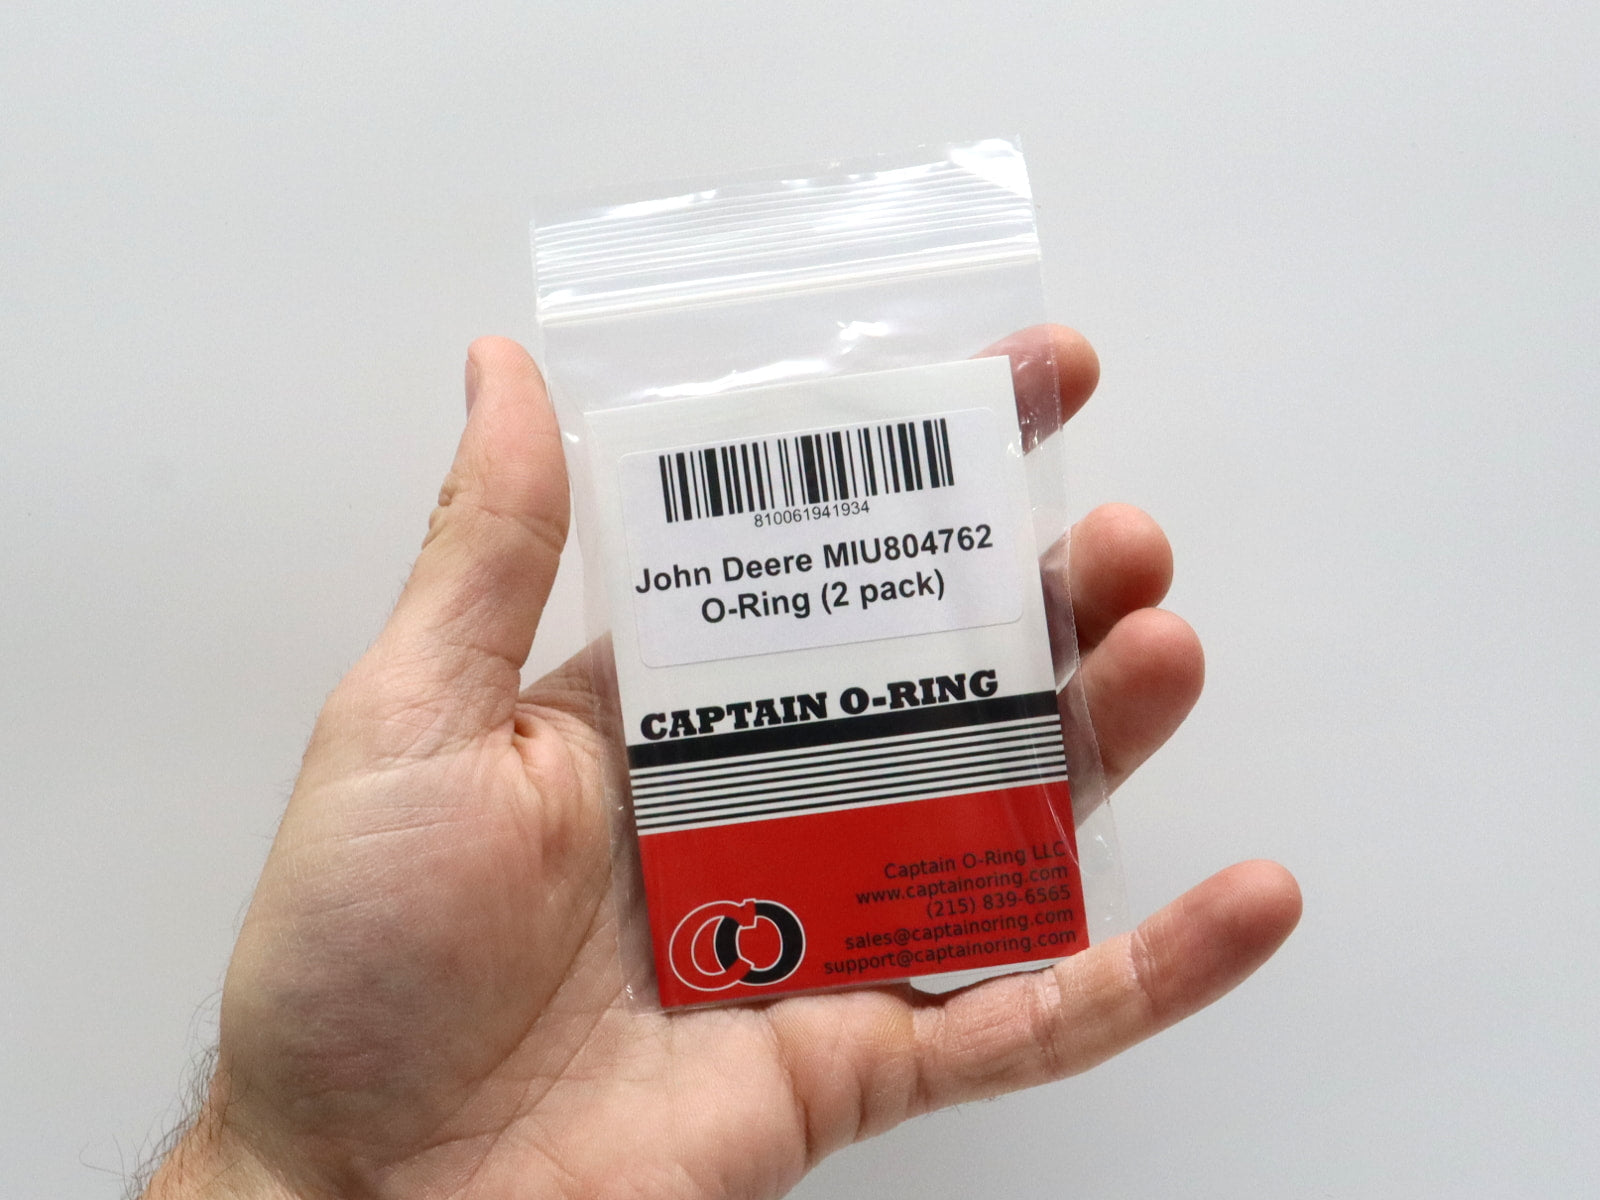 810061941934
John Deere MIU804762
O-Ring (2 pack)
CAPTAIN O-RING
Captain O-Ring LLC
www.captainoring.com
(215) 839-6565
sales@captainoring.com
support@captainoring.com